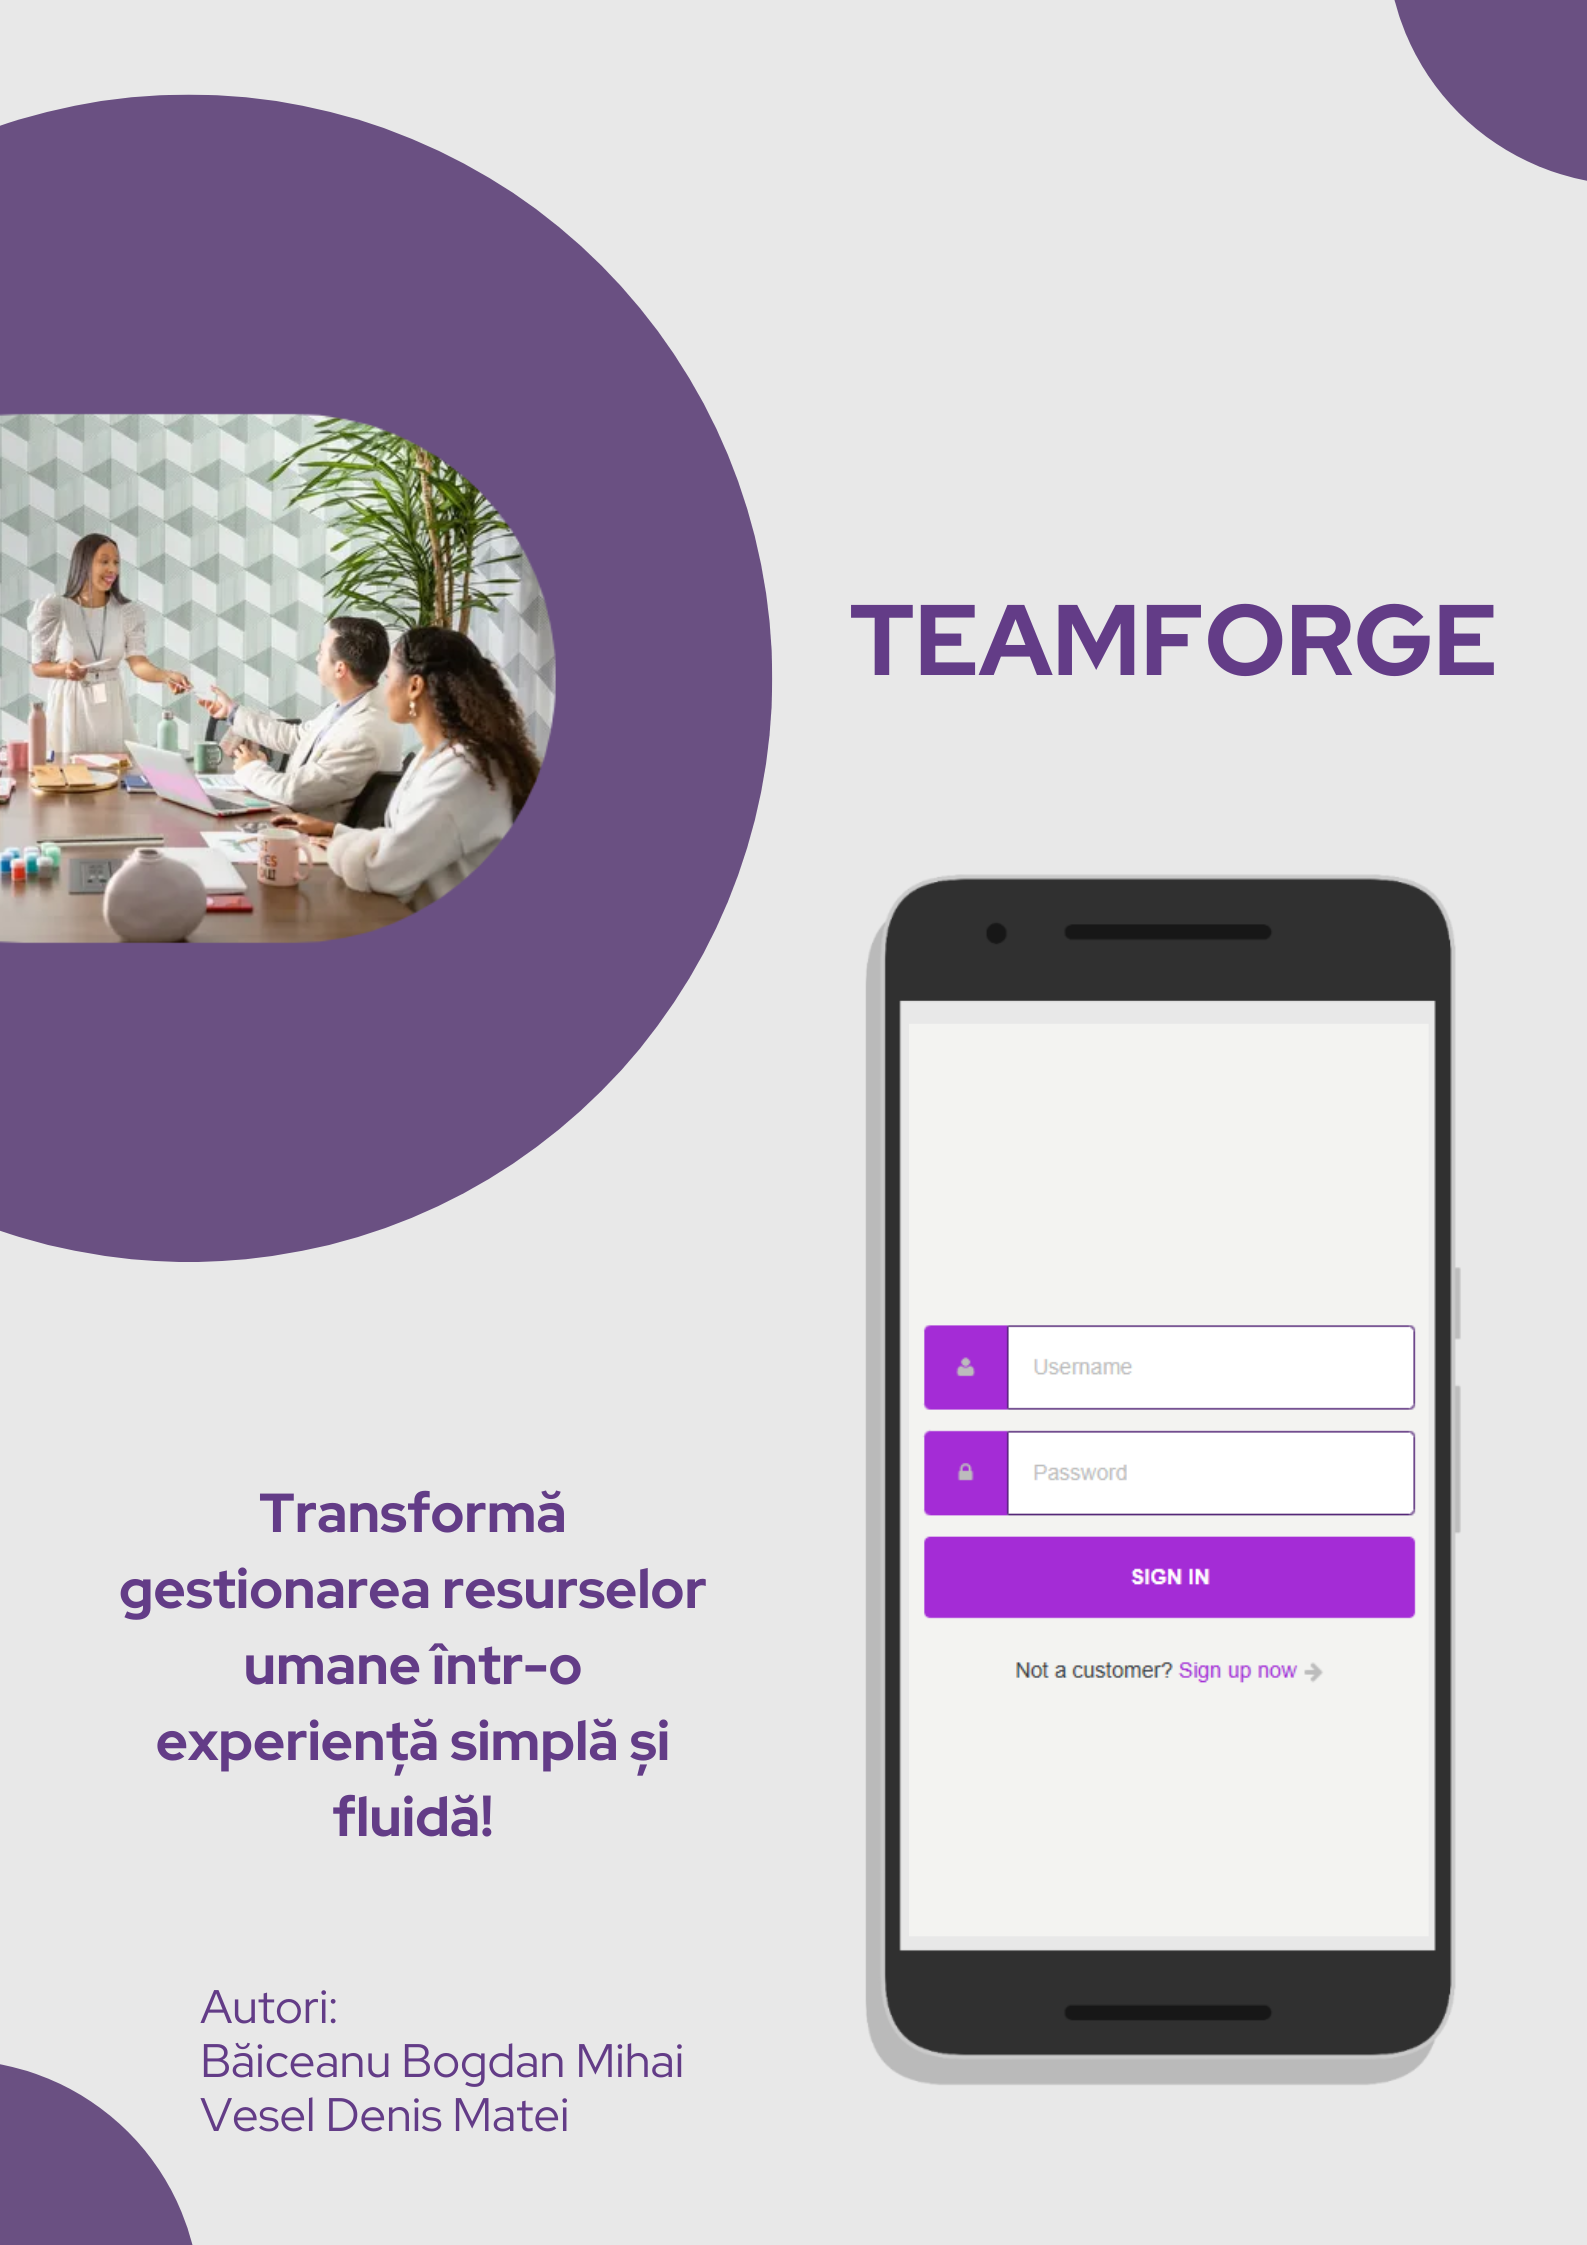 TEAMFORGE
Username
Password
SIGN IN
Not a customer? Sign up now
Transformă
gestionarea resurselor
umane într-o
experiență simplă și
fluidă!
Autori:
Băiceanu Bogdan Mihai
Vesel Denis Matei